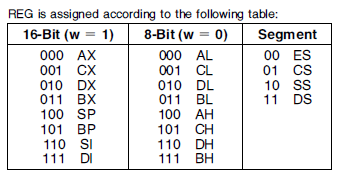 REG is assigned according to the following table:
16-Bit (w = 1) 8-Bit (w = 0) Segment
000 AX 000 AL 00 ES
001 CX 001 CL 01 CS
010 DX 010 DL 10 SS
011 BX 011 BL 11 DS
100 SP 100 AH
101 BP 101 CH
110 SI 110 DH
111 DI 111 BH